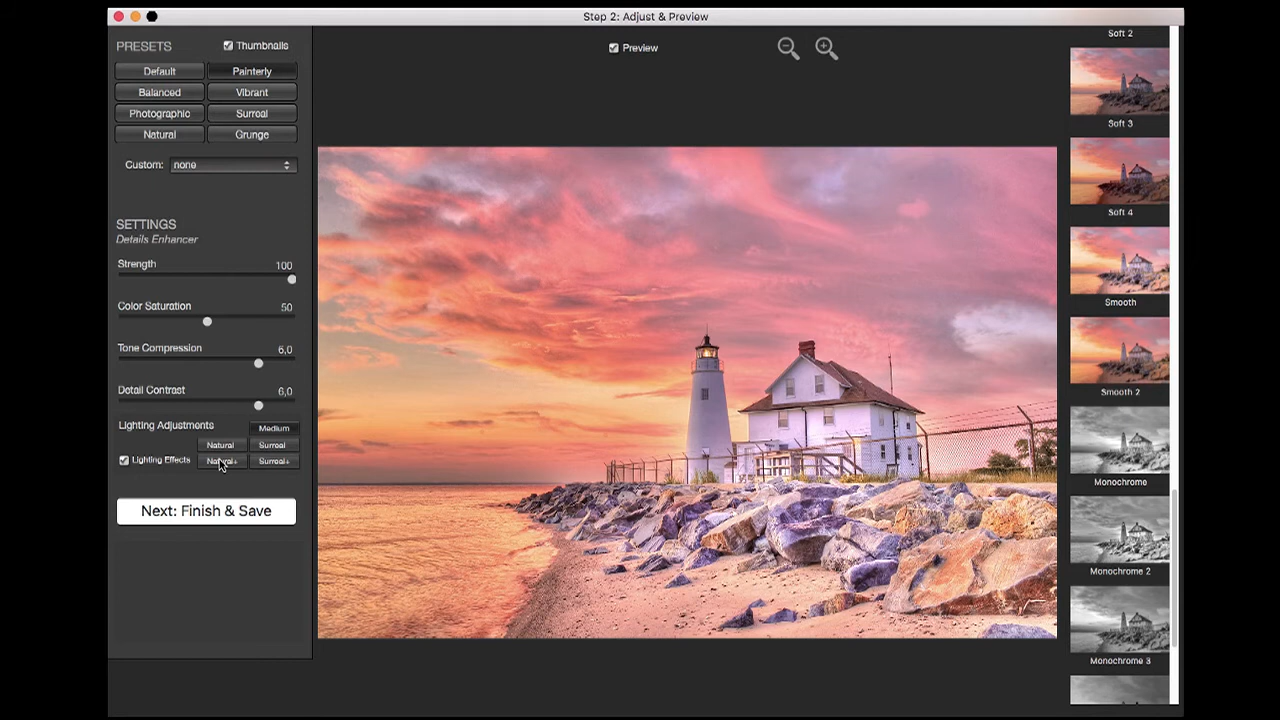 Step 2: Adjust & Preview
PRESETS
Thumbnails
Default
Painterly
Balanced
Vibrant
Photographic
Surreal
Natural
Grunge
Custom: none
SETTINGS
Details Enhancer
Strength 100
Color Saturation 50
Tone Compression 6,0
Detail Contrast 6,0
Lighting Adjustments
Medium
Natural
Surreal
Lighting Effects
Natural+
Surreal+
Next: Finish & Save
Preview
Soft 2
Soft 3
Soft 4
Smooth
Smooth 2
Monochrome
Monochrome 2
Monochrome 3